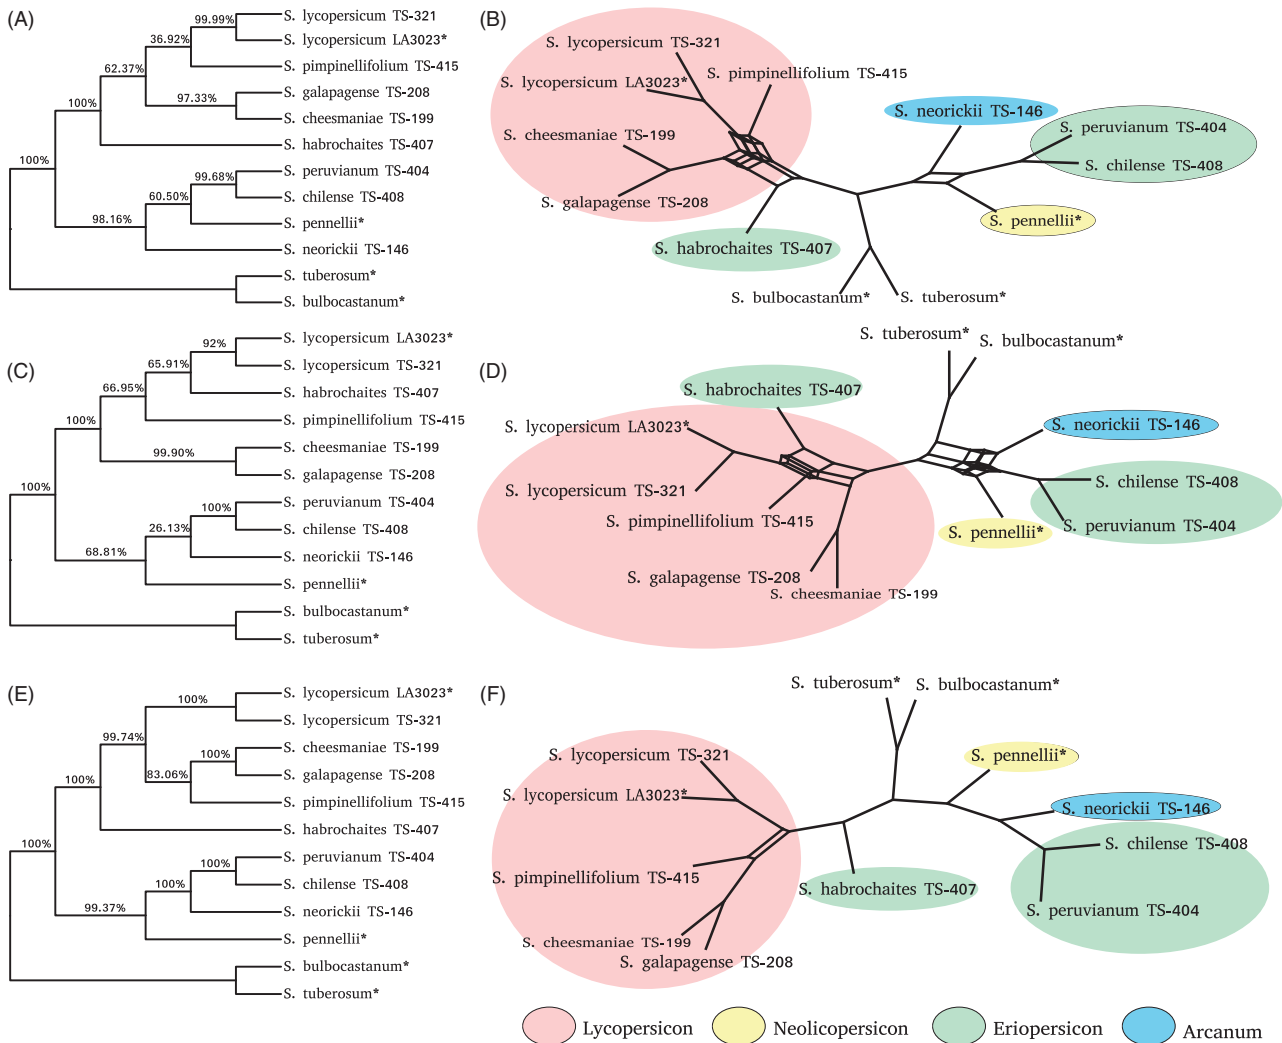 (A)
99.99%
S. lycopersicum TS-321
36.92%
S. lycopersicum LA3023*
62.37%
S. pimpinellifolium TS-415
S. galapagense TS-208
97.33%
100%
S. cheesmaniae TS-199
S. habrochaites TS-407
100%
S. peruvianum TS-404
99.68%
60.50%
S. chilense TS-408
98.16%
S. pennellii*
S. neorickii TS-146
S. tuberosum*
S. bulbocastanum*
(B)
S. lycopersicum TS-321
S. lycopersicum LA3023*
S. pimpinellifolium TS-415
S. cheesmaniae TS-199
S. galapagense TS-208
S. habrochaites TS-407
S. bulbocastanum*
S. tuberosum*
S. neorickii TS-146
S. peruvianum TS-404
S. chilense TS-408
S. pennellii*
(C)
92%
S. lycopersicum LA3023*
65.91%
S. lycopersicum TS-321
66.95%
S. habrochaites TS-407
100%
S. pimpinellifolium TS-415
S. cheesmaniae TS-199
99.90%
S. galapagense TS-208
100%
S. peruvianum TS-404
100%
26.13%
S. chilense TS-408
68.81%
S. neorickii TS-146
S. pennellii*
S. bulbocastanum*
S. tuberosum*
(D)
S. tuberosum*
S. bulbocastanum*
S. habrochaites TS-407
S. lycopersicum LA3023*
S. lycopersicum TS-321
S. pimpinellifolium TS-415
S. galapagense TS-208
S. cheesmaniae TS-199
S. neorickii TS-146
S. chilense TS-408
S. peruvianum TS-404
S. pennellii*
(E)
100%
S. lycopersicum LA3023*
S. lycopersicum TS-321
99.74%
S. cheesmaniae TS-199
100%
83.06%
S. galapagense TS-208
100%
S. pimpinellifolium TS-415
S. habrochaites TS-407
100%
S. peruvianum TS-404
100%
100%
S. chilense TS-408
99.37%
S. neorickii TS-146
S. pennellii*
S. bulbocastanum*
S. tuberosum*
(F)
S. tuberosum*
S. bulbocastanum*
S. lycopersicum TS-321
S. lycopersicum LA3023*
S. pimpinellifolium TS-415
S. cheesmaniae TS-199
S. galapagense TS-208
S. habrochaites TS-407
S. pennellii*
S. neorickii TS-146
S. chilense TS-408
S. peruvianum TS-404
Lycopersicon
Neolicopersicon
Eriopersicon
Arcanum